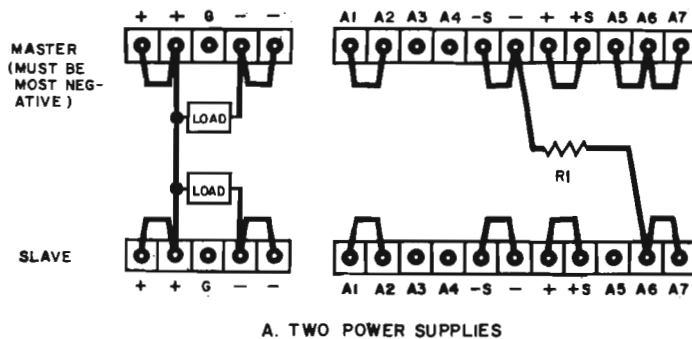 + + G - -
A1 A2 A3 A4 -S - + +S A5 A6 A7
MASTER
(MUST BE
MOST NEG-
ATIVE)
LOAD
R1
LOAD
SLAVE
+ + G - -
A1 A2 A3 A4 -S - + +S A5 A6 A7
A. TWO POWER SUPPLIES